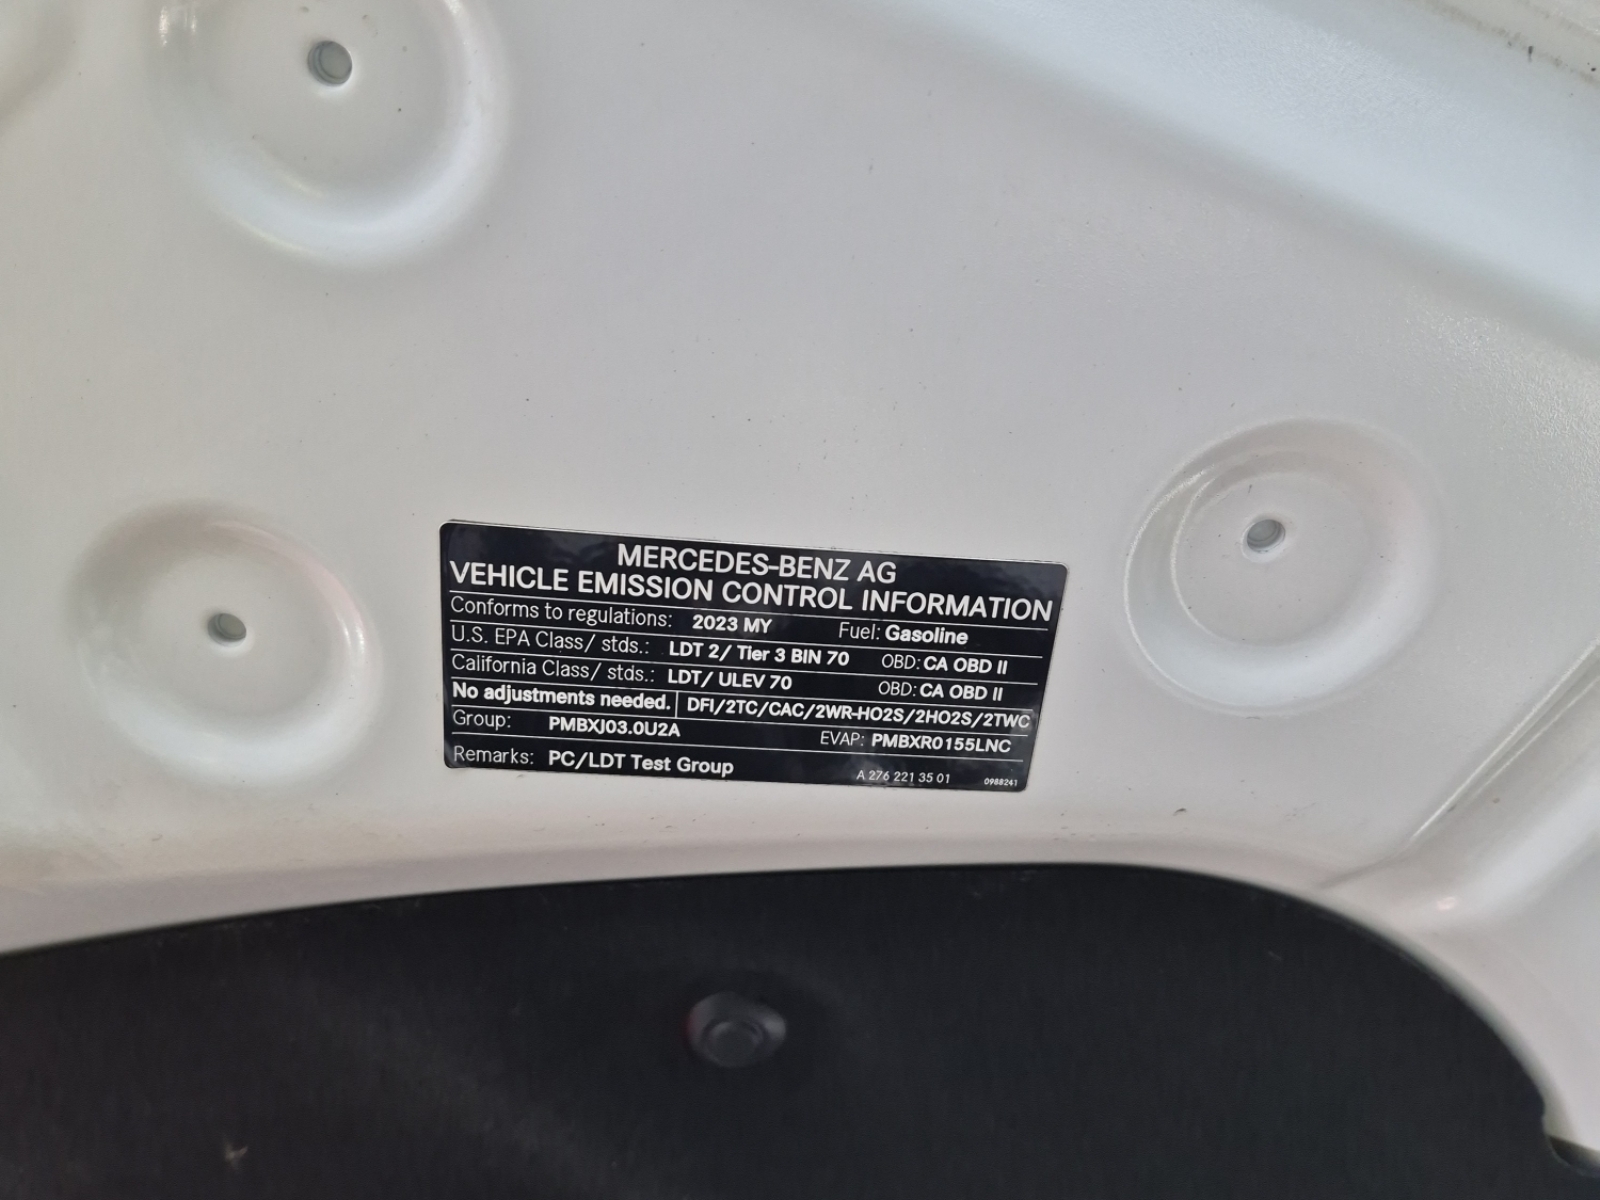 MERCEDES-BENZ AG
VEHICLE EMISSION CONTROL INFORMATION
Conforms to regulations: 2023 MY Fuel: Gasoline
U.S. EPA Class/ stds.: LDT 2/ Tier 3 BIN 70 OBD: CA OBD II
California Class/ stds.: LDT/ ULEV 70 OBD: CA OBD II
No adjustments needed. DFI/2TC/CAC/2WR-HO2S/2HO2S/2TWC
Group: PMBXJ03.0U2A EVAP: PMBXR0155LNC
Remarks: PC/LDT Test Group A 276 221 35 01 0988241